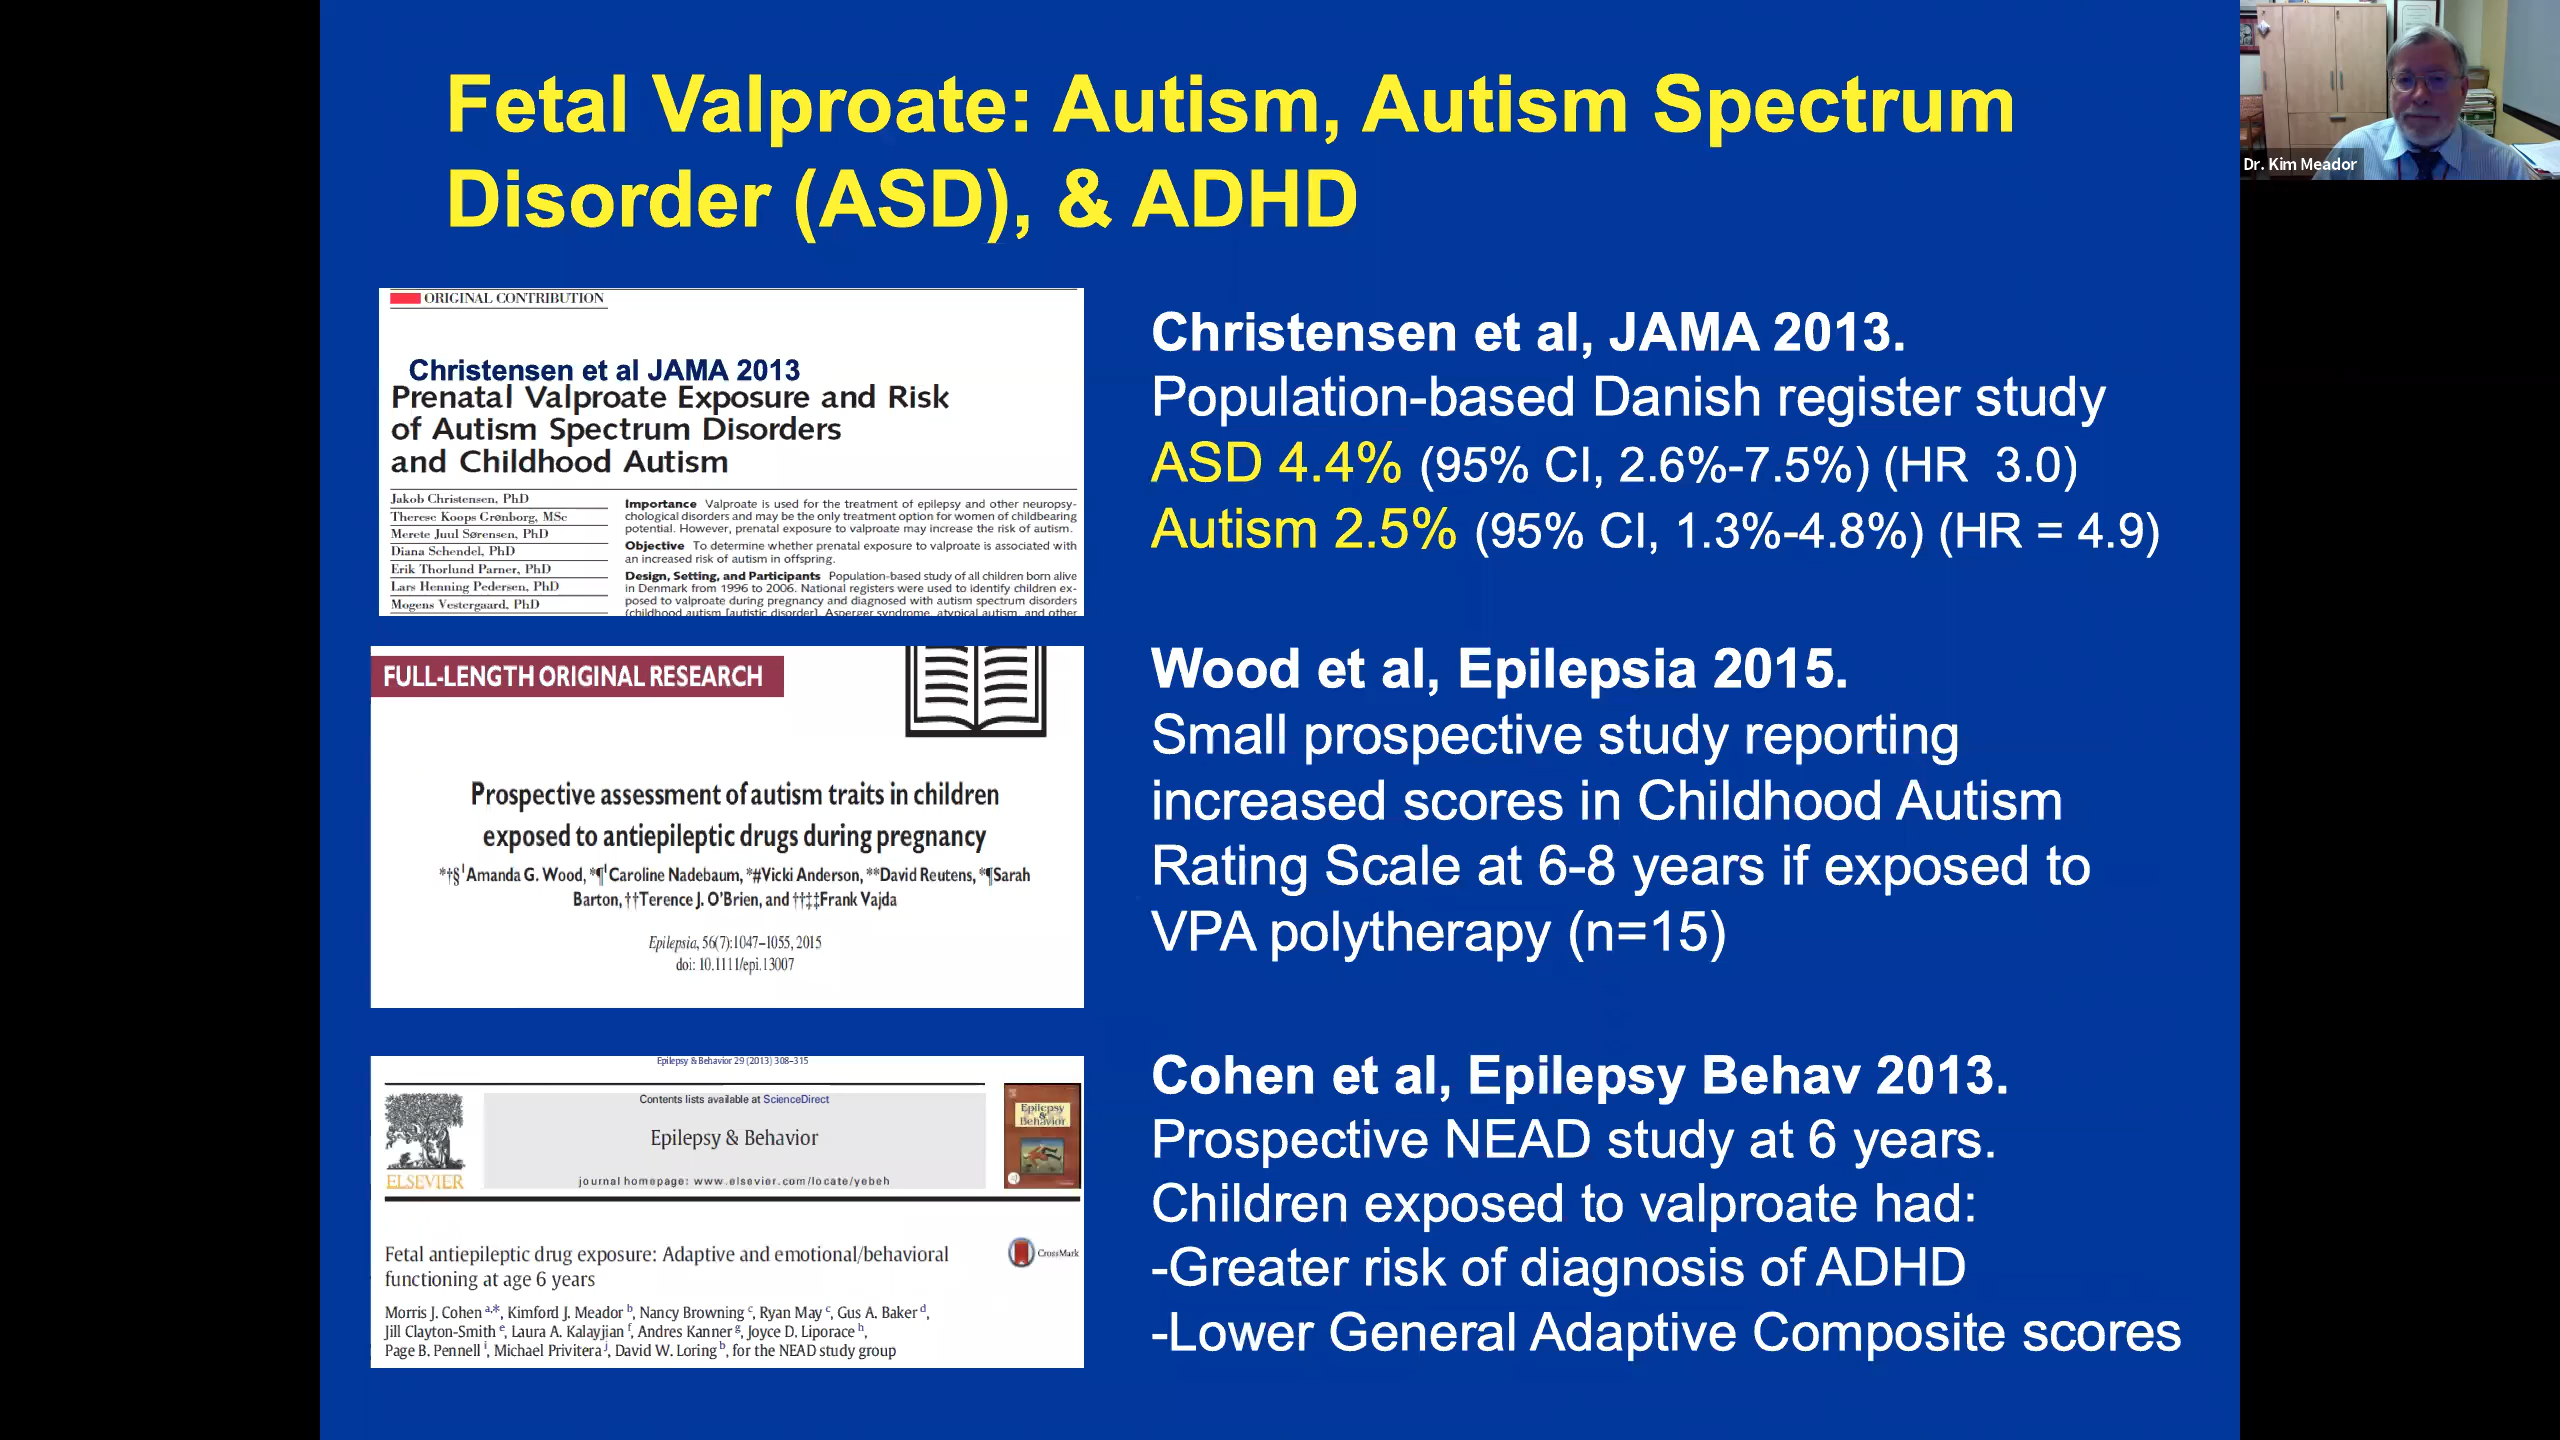 Fetal Valproate: Autism, Autism Spectrum
Disorder (ASD), & ADHD
Dr. Kim Meador
ORIGINAL CONTRIBUTION
Christensen et al JAMA 2013
Prenatal Valproate Exposure and Risk
of Autism Spectrum Disorders
and Childhood Autism
Jakob Christensen, PhD
Therese Koops Grønborg, MSc
Merete Juul Sørensen, PhD
Diana Schendel, PhD
Erik Thorlund Parner, PhD
Lars Henning Pedersen, PhD
Mogens Vestergaard, PhD
Importance Valproate is used for the treatment of epilepsy and other neuropsy-
chological disorders and may be the only treatment option for women of childbearing
potential. However, prenatal exposure to valproate may increase the risk of autism.
Objective To determine whether prenatal exposure to valproate is associated with
an increased risk of autism in offspring.
Design, Setting, and Participants Population-based study of all children born alive
in Denmark from 1996 to 2006. National registers were used to identify children ex-
posed to valproate during pregnancy and diagnosed with autism spectrum disorders
(childhood autism [autistic disorder], Asperger syndrome, atypical autism, and other
Christensen et al, JAMA 2013.
Population-based Danish register study
ASD 4.4% (95% CI, 2.6%-7.5%) (HR 3.0)
Autism 2.5% (95% CI, 1.3%-4.8%) (HR = 4.9)
FULL-LENGTH ORIGINAL RESEARCH
Prospective assessment of autism traits in children
exposed to antiepileptic drugs during pregnancy
*†§¹Amanda G. Wood, *¶¹Caroline Nadebaum, *#Vicki Anderson, **David Reutens, *¶Sarah
Barton, ††Terence J. O'Brien, and ††‡‡Frank Vajda
Epilepsia, 56(7):1047–1055, 2015
doi: 10.1111/epi.13007
Wood et al, Epilepsia 2015.
Small prospective study reporting
increased scores in Childhood Autism
Rating Scale at 6-8 years if exposed to
VPA polytherapy (n=15)
Epilepsy & Behavior 29 (2013) 308–315
Contents lists available at ScienceDirect
Epilepsy & Behavior
journal homepage: www.elsevier.com/locate/yebeh
ELSEVIER
Epilepsy
&
Behavior
Fetal antiepileptic drug exposure: Adaptive and emotional/behavioral
functioning at age 6 years
CrossMark
Morris J. Cohen a,*, Kimford J. Meador b, Nancy Browning c, Ryan May c, Gus A. Baker d,
Jill Clayton-Smith e, Laura A. Kalayjian f, Andres Kanner g, Joyce D. Liporace h,
Page B. Pennell i, Michael Privitera j, David W. Loring b, for the NEAD study group
Cohen et al, Epilepsy Behav 2013.
Prospective NEAD study at 6 years.
Children exposed to valproate had:
-Greater risk of diagnosis of ADHD
-Lower General Adaptive Composite scores